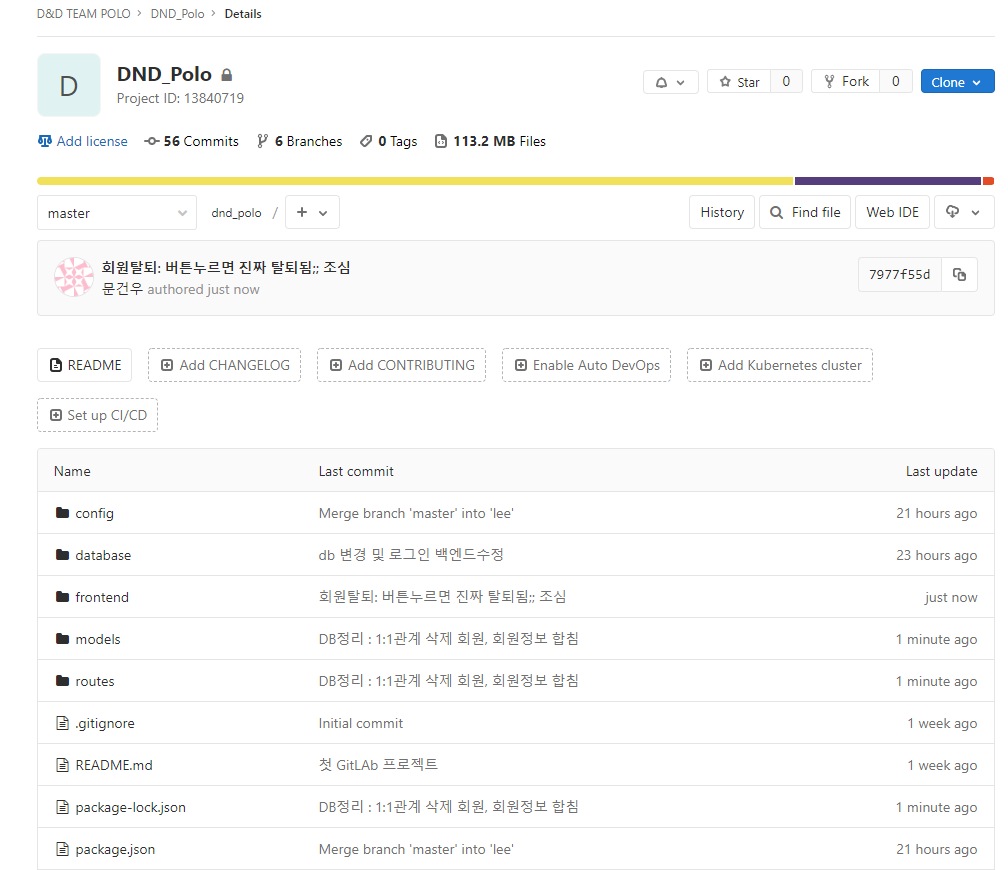 D&D TEAM POLO > DND_Polo > Details
D
DND_Polo
Project ID: 13840719
Star 0 Fork 0 Clone
Add license 56 Commits 6 Branches 0 Tags 113.2 MB Files
master dnd_polo / + History Find file Web IDE
회원탈퇴: 버튼누르면 진짜 탈퇴됨;; 조심
문건우 authored just now
7977f55d
README Add CHANGELOG Add CONTRIBUTING Enable Auto DevOps Add Kubernetes cluster
Set up CI/CD
Name Last commit Last update
config Merge branch 'master' into 'lee' 21 hours ago
database db 변경 및 로그인 백엔드수정 23 hours ago
frontend 회원탈퇴: 버튼누르면 진짜 탈퇴됨;; 조심 just now
models DB정리 : 1:1관계 삭제 회원, 회원정보 합침 1 minute ago
routes DB정리 : 1:1관계 삭제 회원, 회원정보 합침 1 minute ago
.gitignore Initial commit 1 week ago
README.md 첫 GitLAb 프로젝트 1 week ago
package-lock.json DB정리 : 1:1관계 삭제 회원, 회원정보 합침 1 minute ago
package.json Merge branch 'master' into 'lee' 21 hours ago